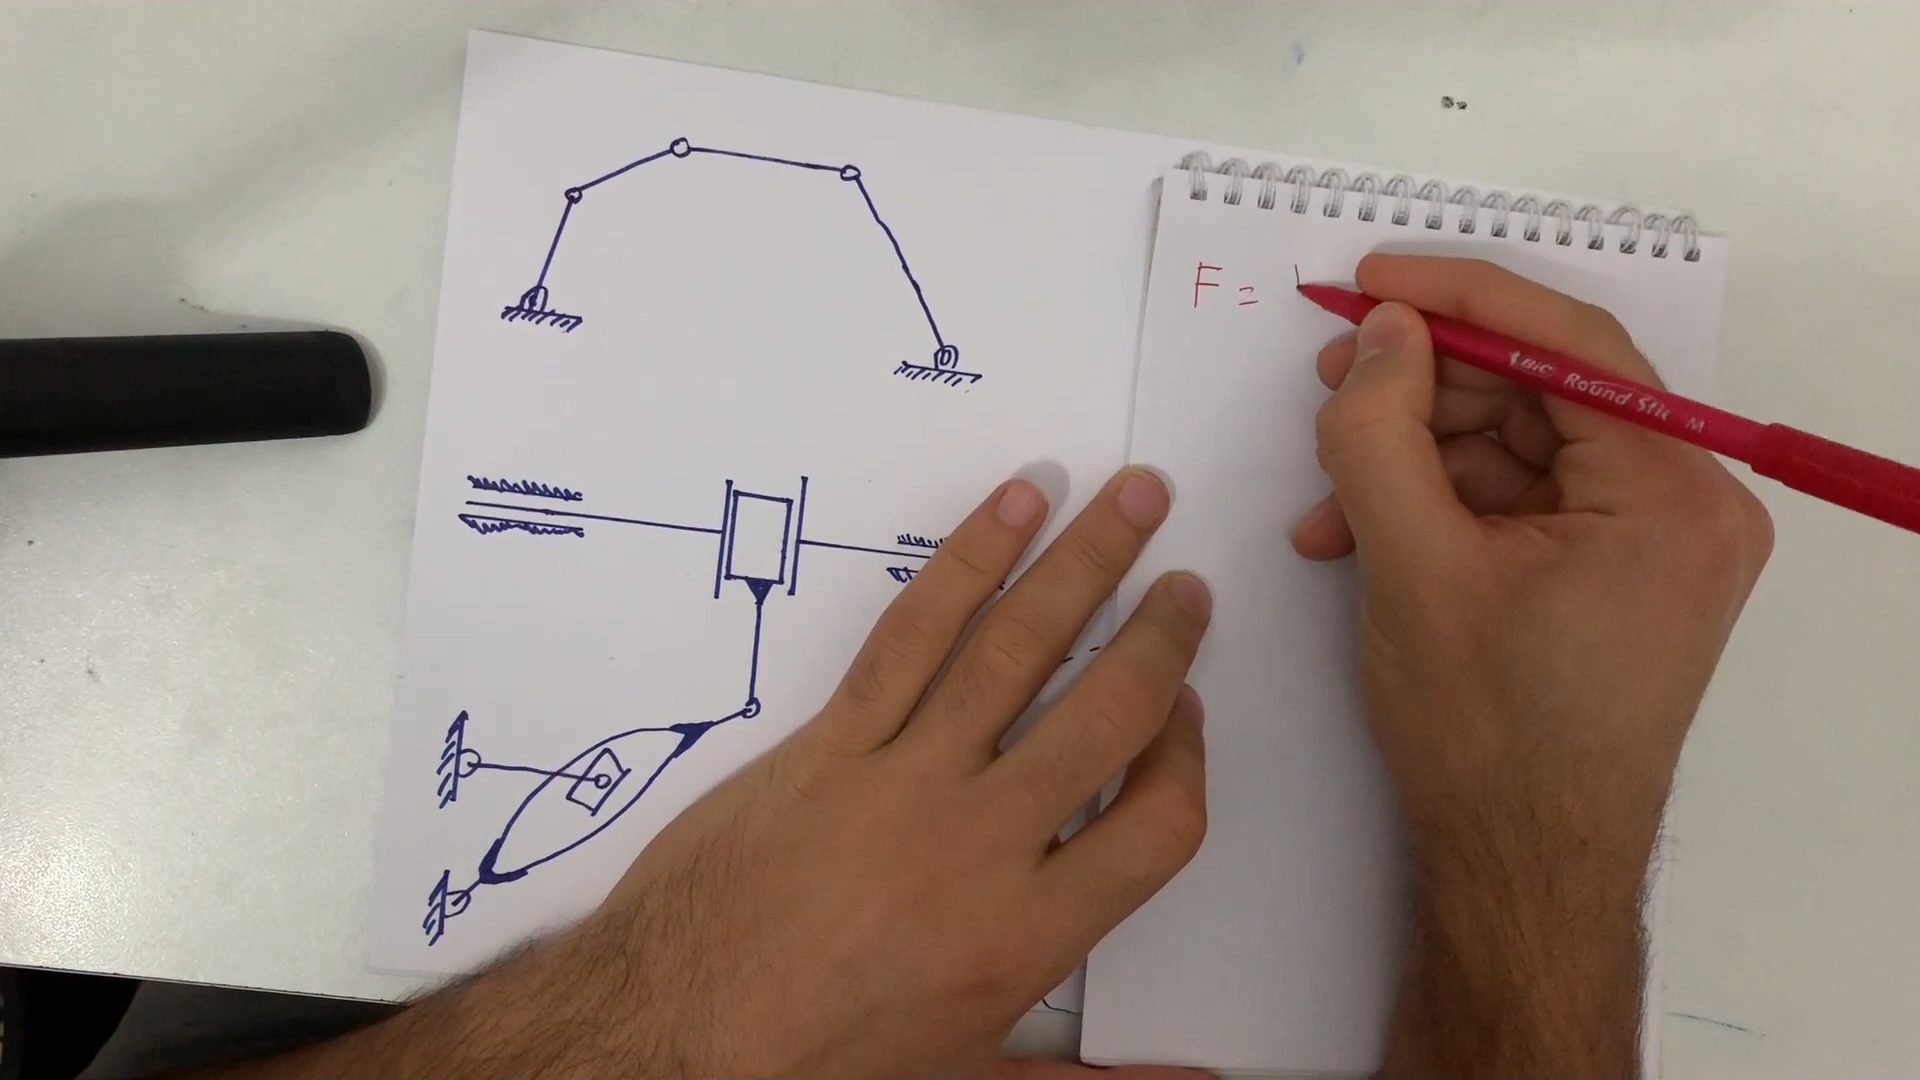 F =
BIC Round Stic M